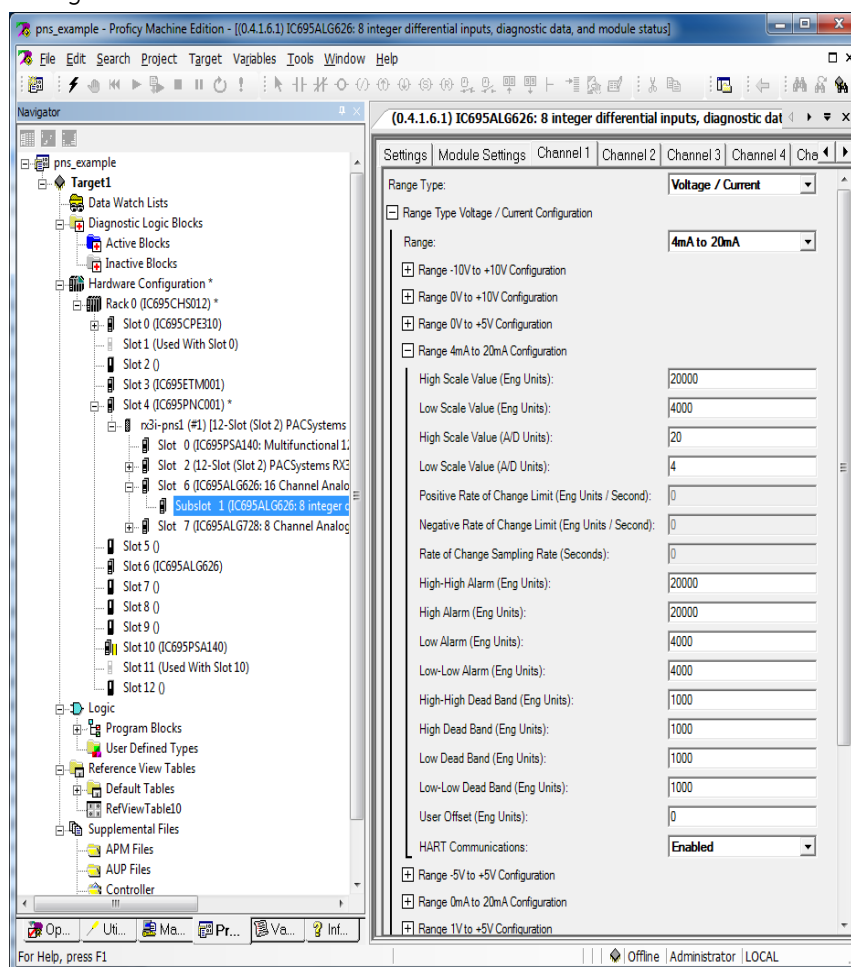 pns_example - Proficy Machine Edition - [(0.4.1.6.1) IC695ALG626: 8 integer differential inputs, diagnostic data, and module status]
File Edit Search Project Target Variables Tools Window Help
Navigator
pns_example
Target1
Data Watch Lists
Diagnostic Logic Blocks
Active Blocks
Inactive Blocks
Hardware Configuration *
Rack 0 (IC695CHS012) *
Slot 0 (IC695CPE310)
Slot 1 (Used With Slot 0)
Slot 2 ()
Slot 3 (IC695ETM001)
Slot 4 (IC695PNC001) *
rx3i-pns1 (#1) [12-Slot (Slot 2) PACSystems
Slot 0 (IC695PSA140: Multifunctional 12
Slot 2 (12-Slot (Slot 2) PACSystems RX3
Slot 6 (IC695ALG626: 16 Channel Analo
Subslot 1 (IC695ALG626: 8 integer d
Slot 7 (IC695ALG728: 8 Channel Analog
Slot 5 ()
Slot 6 (IC695ALG626)
Slot 7 ()
Slot 8 ()
Slot 9 ()
Slot 10 (IC695PSA140)
Slot 11 (Used With Slot 10)
Slot 12 ()
Logic
Program Blocks
User Defined Types
Reference View Tables
Default Tables
RefViewTable10
Supplemental Files
APM Files
AUP Files
Controller
Op... Uti... Ma... Pr... Va... Inf...
(0.4.1.6.1) IC695ALG626: 8 integer differential inputs, diagnostic dat
Settings Module Settings Channel 1 Channel 2 Channel 3 Channel 4 Cha
Range Type: Voltage / Current
Range Type Voltage / Current Configuration
Range: 4mA to 20mA
Range -10V to +10V Configuration
Range 0V to +10V Configuration
Range 0V to +5V Configuration
Range 4mA to 20mA Configuration
High Scale Value (Eng Units): 20000
Low Scale Value (Eng Units): 4000
High Scale Value (A/D Units): 20
Low Scale Value (A/D Units): 4
Positive Rate of Change Limit (Eng Units / Second): 0
Negative Rate of Change Limit (Eng Units / Second): 0
Rate of Change Sampling Rate (Seconds): 0
High-High Alarm (Eng Units): 20000
High Alarm (Eng Units): 20000
Low Alarm (Eng Units): 4000
Low-Low Alarm (Eng Units): 4000
High-High Dead Band (Eng Units): 1000
High Dead Band (Eng Units): 1000
Low Dead Band (Eng Units): 1000
Low-Low Dead Band (Eng Units): 1000
User Offset (Eng Units): 0
HART Communications: Enabled
Range -5V to +5V Configuration
Range 0mA to 20mA Configuration
Range 1V to +5V Configuration
For Help, press F1
Offline Administrator LOCAL